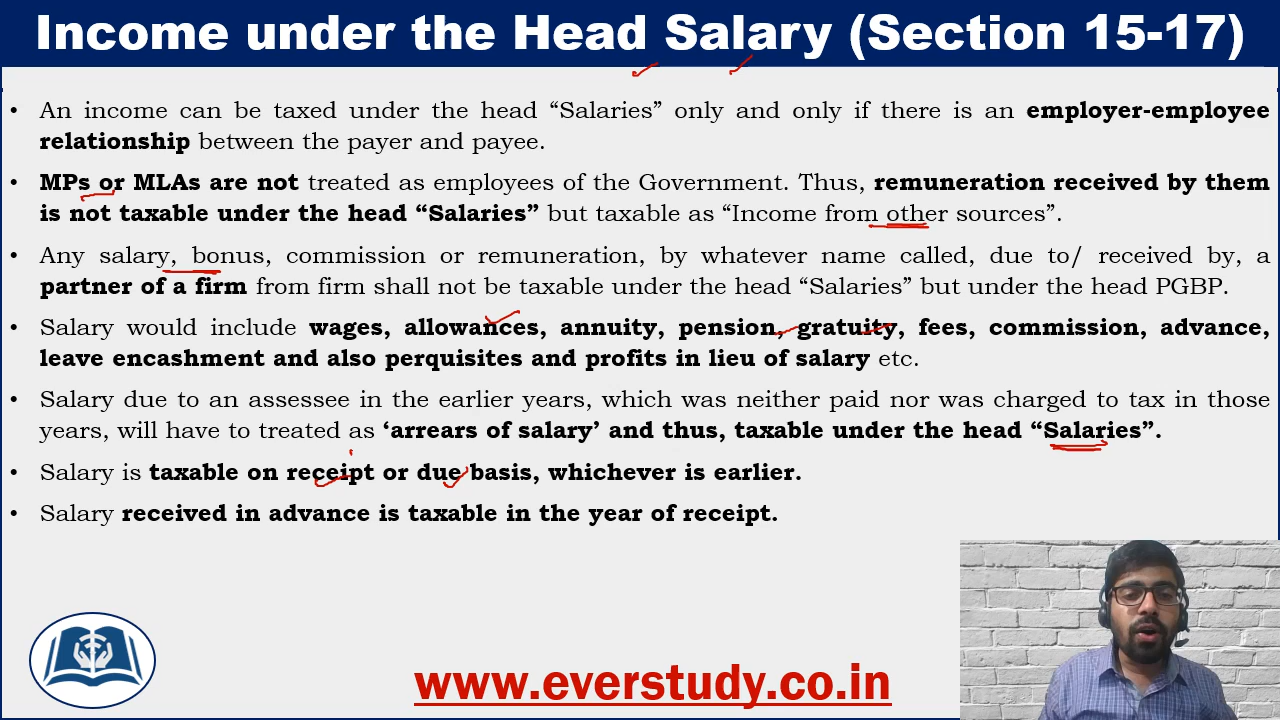 Income under the Head Salary (Section 15-17)
• An income can be taxed under the head “Salaries” only and only if there is an employer-employee
relationship between the payer and payee.
• MPs or MLAs are not treated as employees of the Government. Thus, remuneration received by them
is not taxable under the head “Salaries” but taxable as “Income from other sources”.
• Any salary, bonus, commission or remuneration, by whatever name called, due to/ received by, a
partner of a firm from firm shall not be taxable under the head “Salaries” but under the head PGBP.
• Salary would include wages, allowances, annuity, pension, gratuity, fees, commission, advance,
leave encashment and also perquisites and profits in lieu of salary etc.
• Salary due to an assessee in the earlier years, which was neither paid nor was charged to tax in those
years, will have to treated as ‘arrears of salary’ and thus, taxable under the head “Salaries”.
• Salary is taxable on receipt or due basis, whichever is earlier.
• Salary received in advance is taxable in the year of receipt.
www.everstudy.co.in